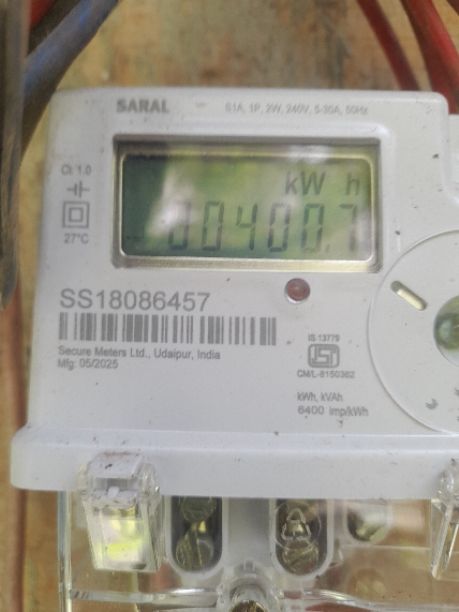 SARAL
S1A, 1P, 2W, 240V, 5-30A, 50Hz
Cl. 1.0
27°C
kW h
00400.7
SS18086457
Secure Meters Ltd., Udaipur, India
Mfg: 05/2025
IS 13779
ISI
CM/L-8150362
kWh, kVAh
6400 imp/kWh